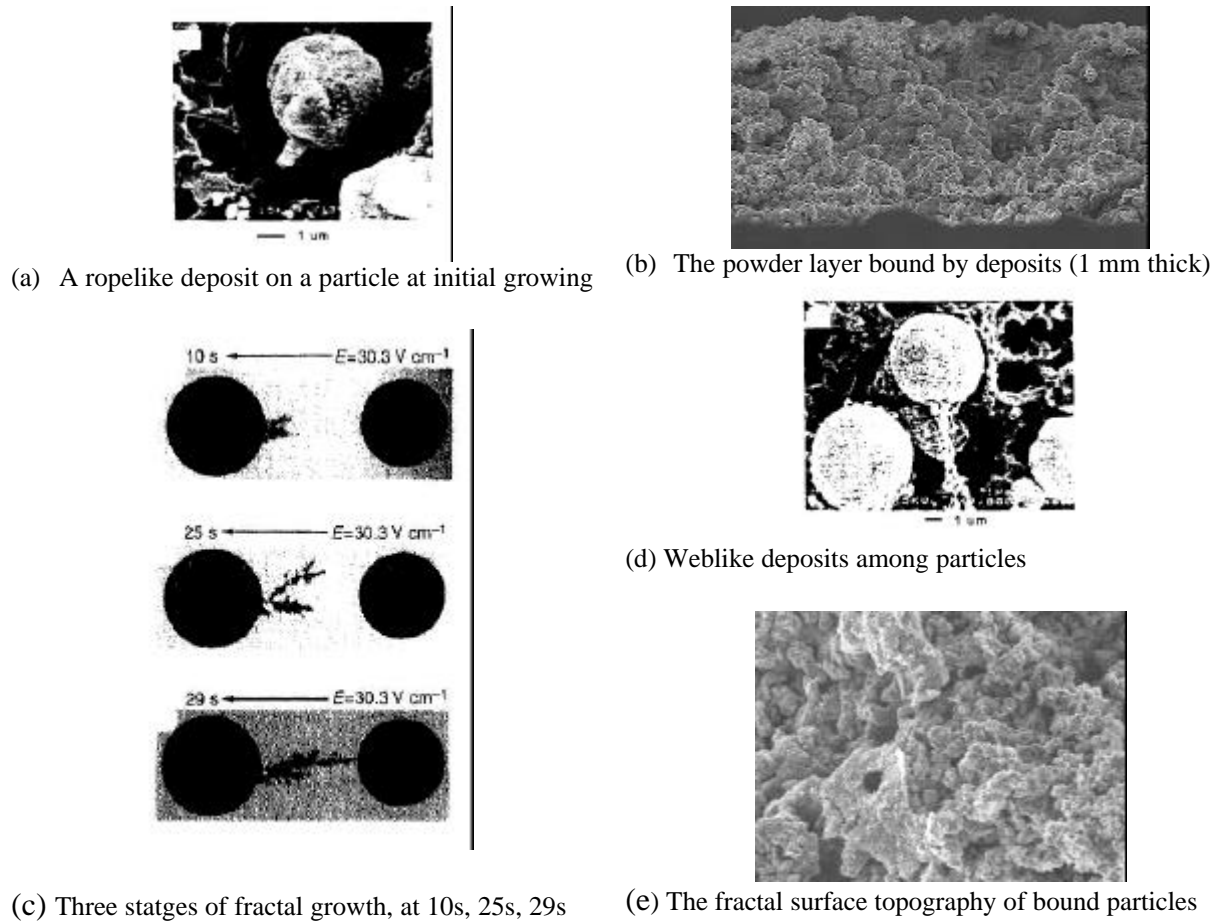 1 um
(a) A ropelike deposit on a particle at initial growing
(b) The powder layer bound by deposits (1 mm thick)
10 s E=30.3 V cm⁻¹
25 s E=30.3 V cm⁻¹
29 s E=30.3 V cm⁻¹
(c) Three statges of fractal growth, at 10s, 25s, 29s
1 um
(d) Weblike deposits among particles
(e) The fractal surface topography of bound particles